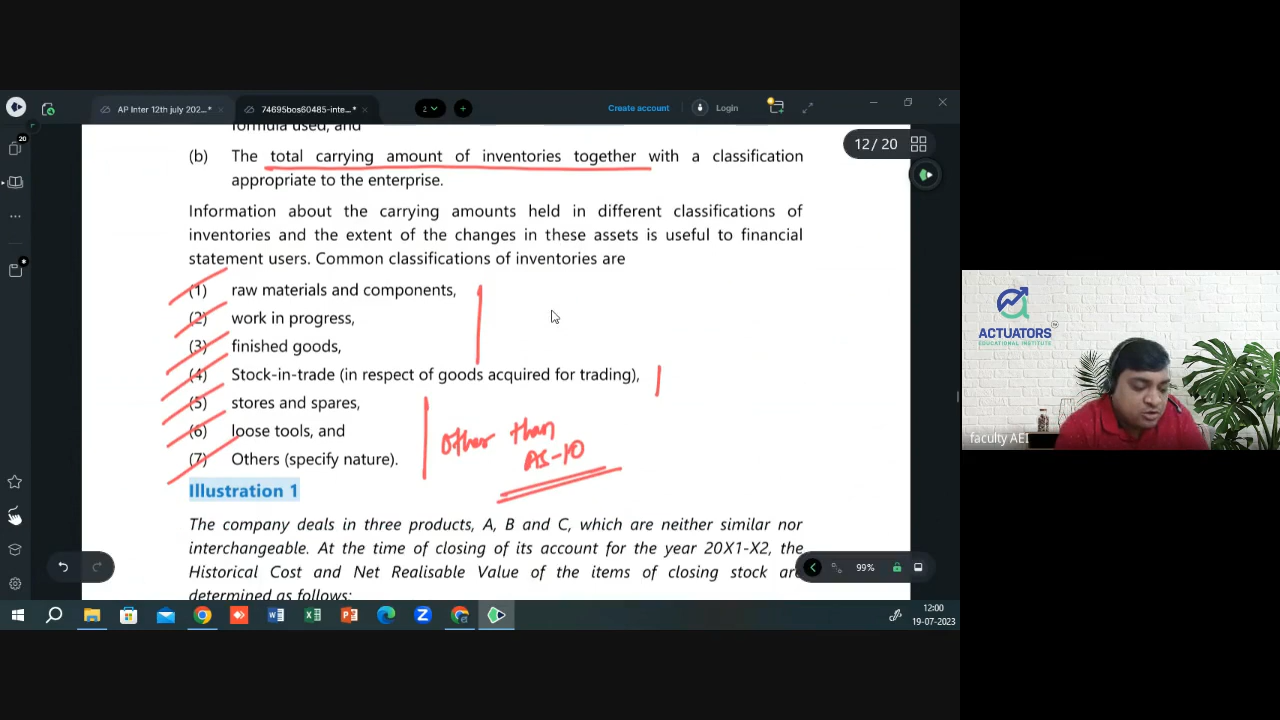 AP Inter 12th july 202...*
74695bos60485-inte...*
2
Create account
Login
20
formula used, and
12 / 20
(b) The total carrying amount of inventories together with a classification
appropriate to the enterprise.
Information about the carrying amounts held in different classifications of
inventories and the extent of the changes in these assets is useful to financial
statement users. Common classifications of inventories are
(1) raw materials and components,
(2) work in progress,
(3) finished goods,
(4) Stock-in-trade (in respect of goods acquired for trading),
(5) stores and spares,
(6) loose tools, and
(7) Others (specify nature).
Other than
AS-10
Illustration 1
The company deals in three products, A, B and C, which are neither similar nor
interchangeable. At the time of closing of its account for the year 20X1-X2, the
Historical Cost and Net Realisable Value of the items of closing stock are
determined as follows:
99%
12:00
19-07-2023
ACTUATORS
EDUCATIONAL INSTITUTE
faculty AEI